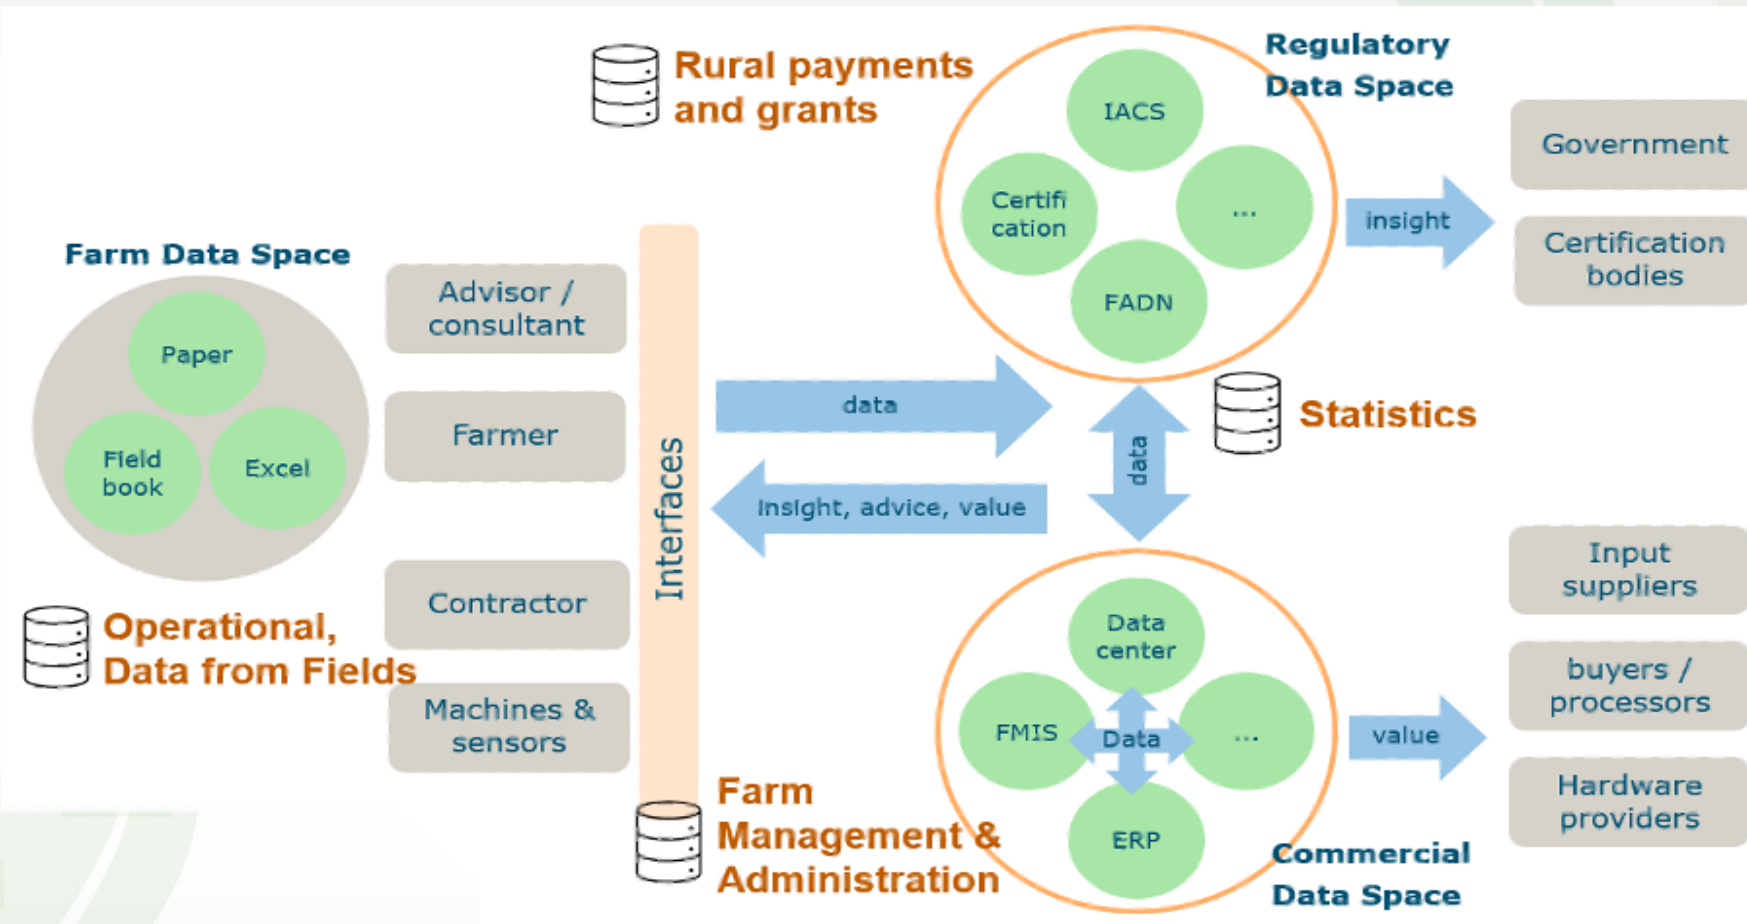 Rural payments
and grants
Regulatory
Data Space
IACS
Certifi
cation
...
FADN
insight
Government
Certification
bodies
Farm Data Space
Paper
Field
book
Excel
Advisor /
consultant
Farmer
Contractor
Machines &
sensors
Operational,
Data from Fields
Interfaces
data
Insight, advice, value
data
Statistics
Farm
Management &
Administration
Data
center
FMIS
Data
...
ERP
Commercial
Data Space
value
Input
suppliers
buyers /
processors
Hardware
providers